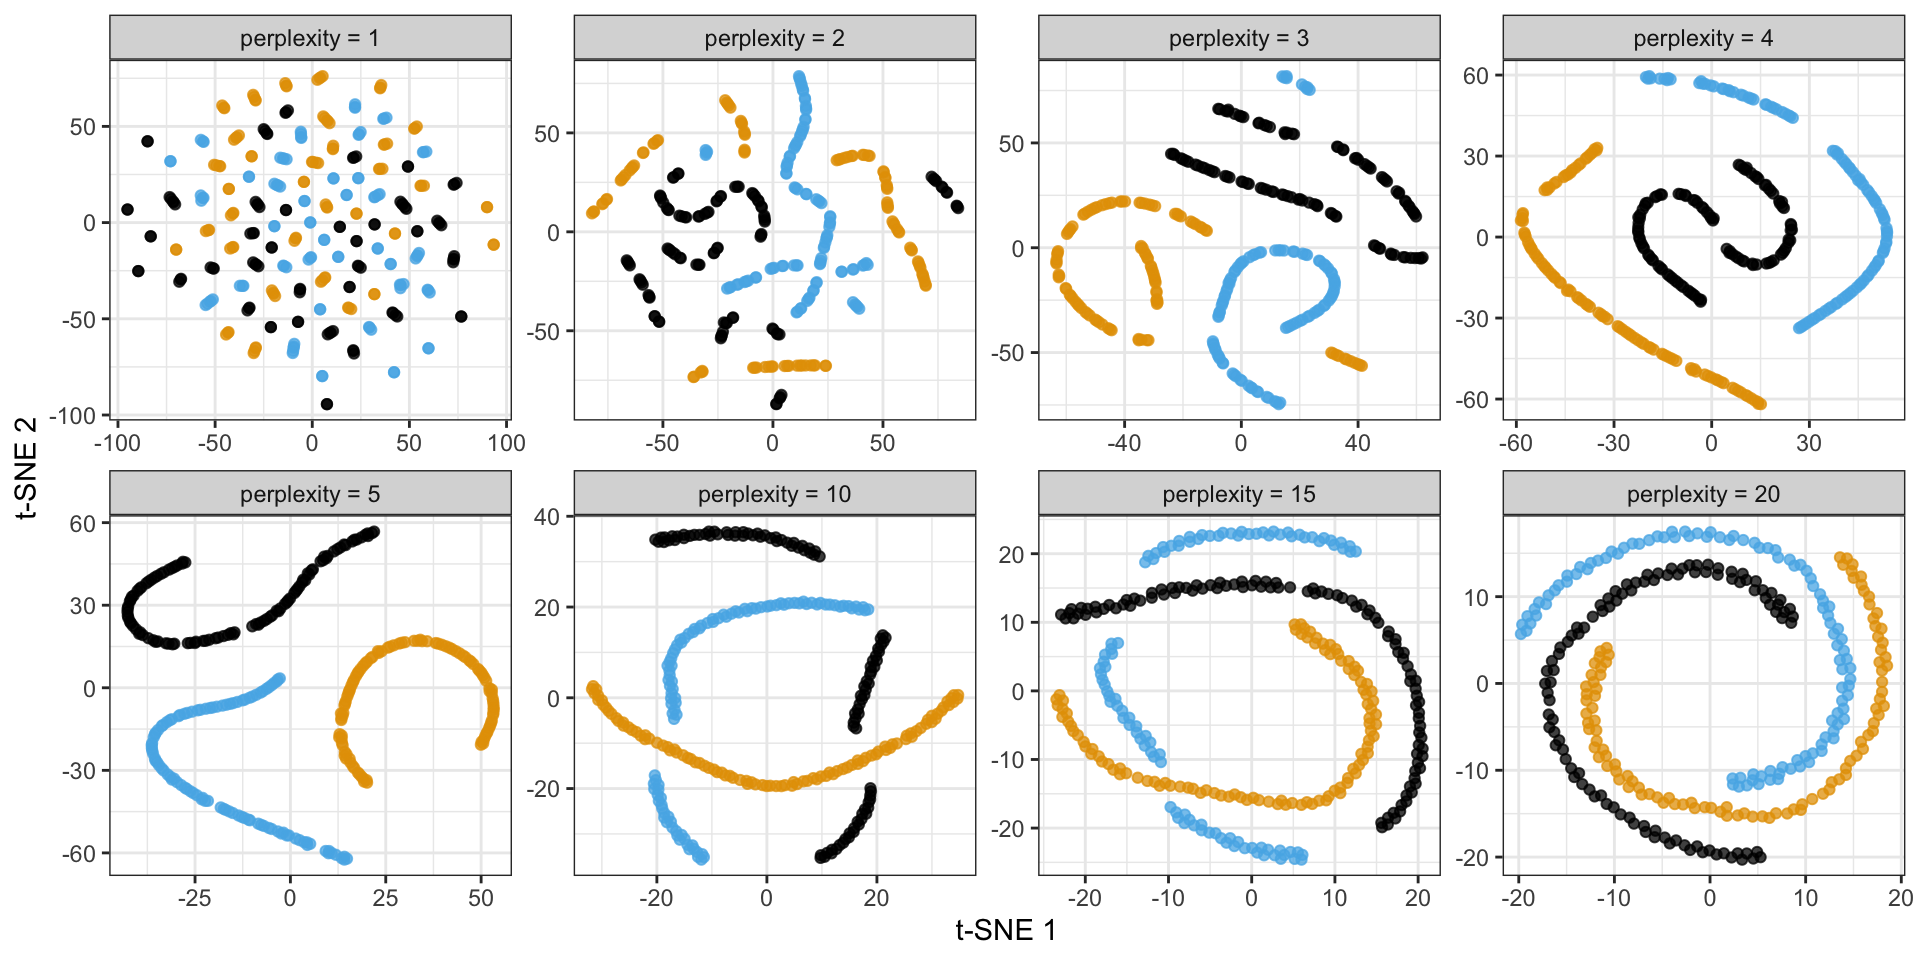 perplexity = 1
perplexity = 2
perplexity = 3
perplexity = 4
50
0
-50
-100
-100 -50 0 50 100
50
0
-50
-50 0 50
50
0
-50
-40 0 40
60
30
0
-30
-60
-60 -30 0 30
t-SNE 2
perplexity = 5
perplexity = 10
perplexity = 15
perplexity = 20
60
30
0
-30
-60
-25 0 25 50
40
20
0
-20
-20 0 20
20
10
0
-10
-20
-20 -10 0 10 20
10
0
-10
-20
-20 -10 0 10 20
t-SNE 1